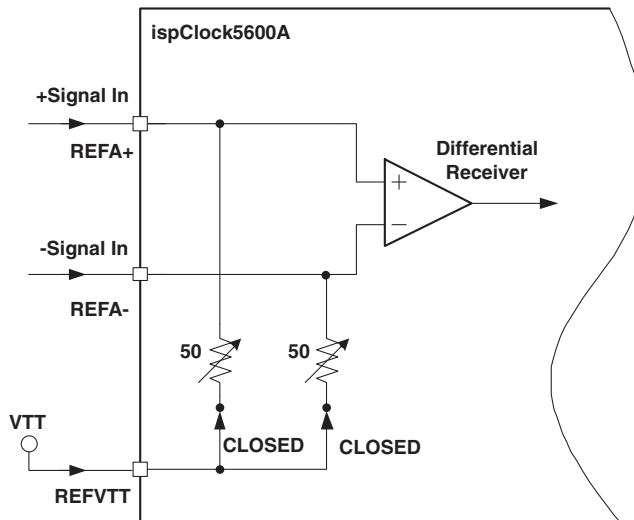 ispClock5600A
+Signal In
REFA+
Differential
Receiver
+
−
-Signal In
REFA-
50
50
VTT
CLOSED
CLOSED
REFVTT